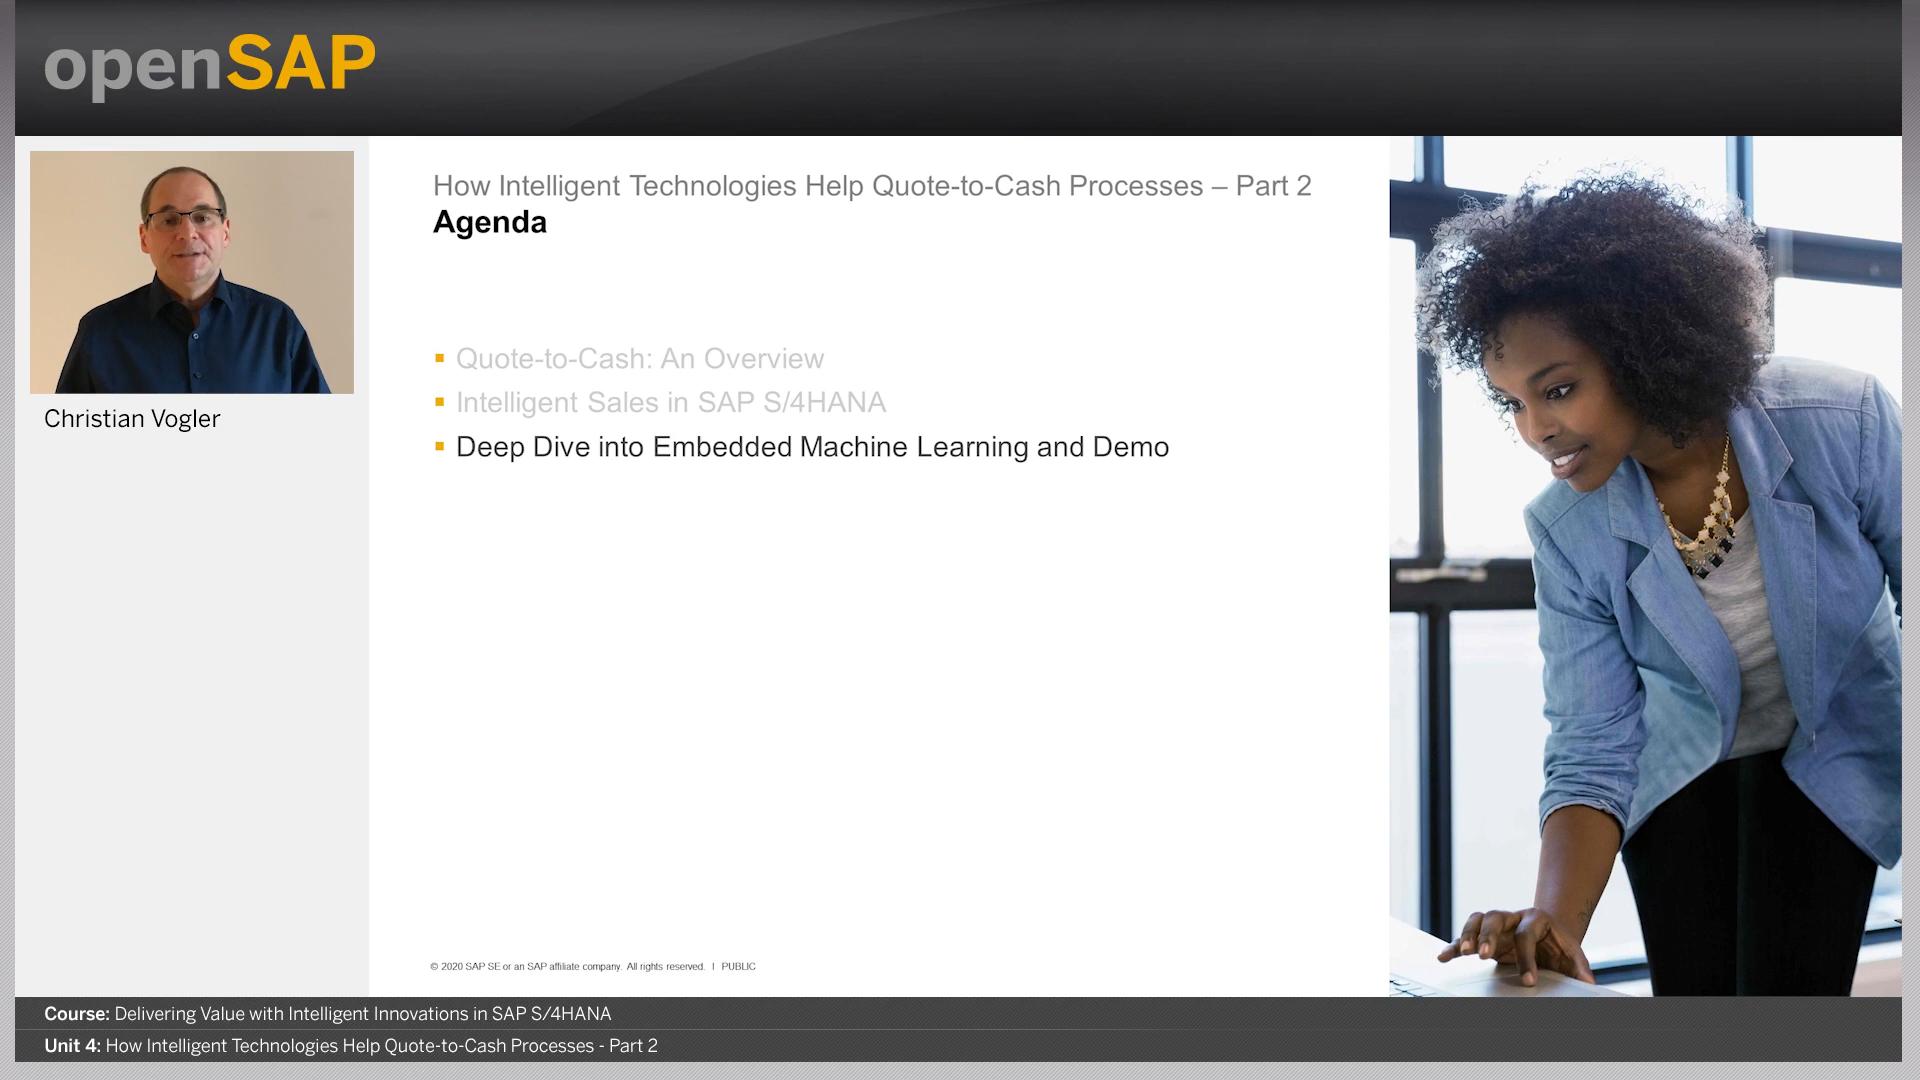 openSAP
Christian Vogler
How Intelligent Technologies Help Quote-to-Cash Processes – Part 2
Agenda
Quote-to-Cash: An Overview
Intelligent Sales in SAP S/4HANA
Deep Dive into Embedded Machine Learning and Demo
© 2020 SAP SE or an SAP affiliate company. All rights reserved. I PUBLIC
Course: Delivering Value with Intelligent Innovations in SAP S/4HANA
Unit 4: How Intelligent Technologies Help Quote-to-Cash Processes - Part 2